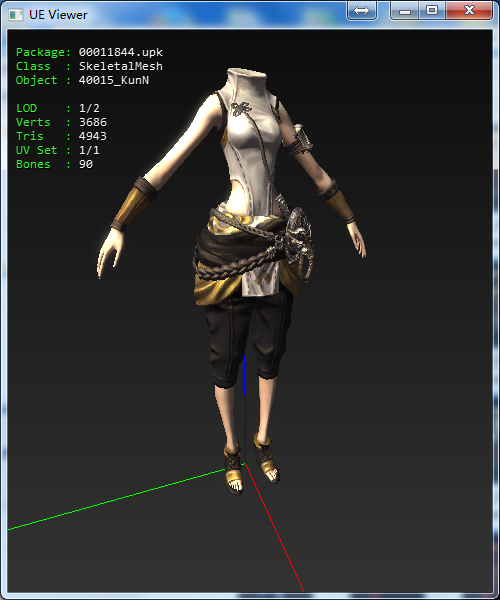 UE Viewer
Package: 00011844.upk
Class : SkeletalMesh
Object : 40015_KunN
LOD : 1/2
Verts : 3686
Tris : 4943
UV Set : 1/1
Bones : 90